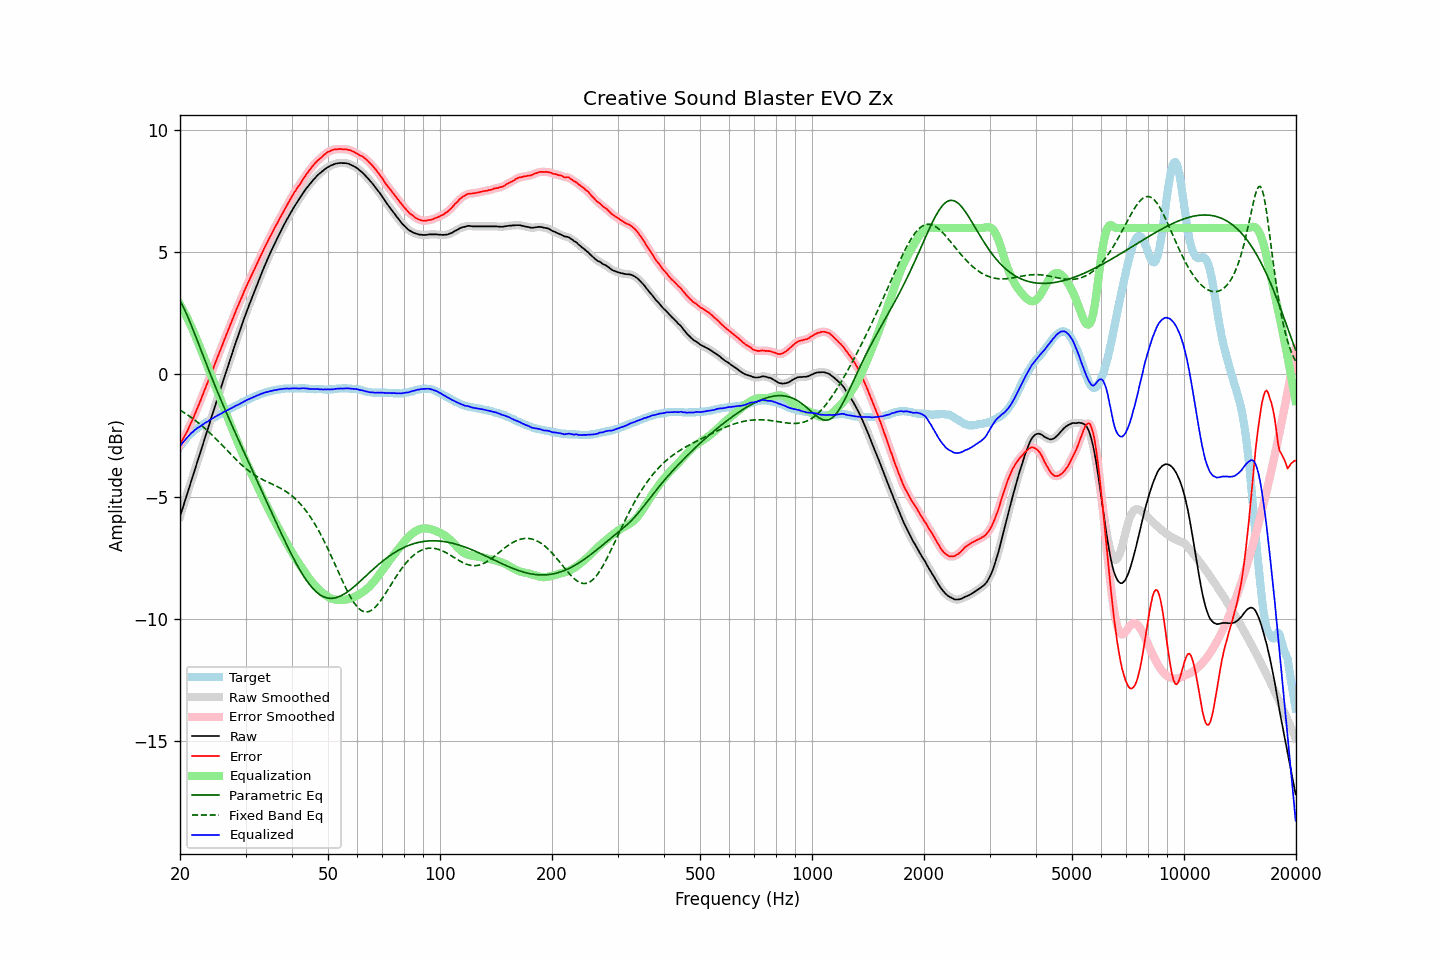 Creative Sound Blaster EVO Zx
Amplitude (dBr)
10
5
0
−5
−10
−15
Target
Raw Smoothed
Error Smoothed
Raw
Error
Equalization
Parametric Eq
Fixed Band Eq
Equalized
20 50 100 200 500 1000 2000 5000 10000 20000
Frequency (Hz)